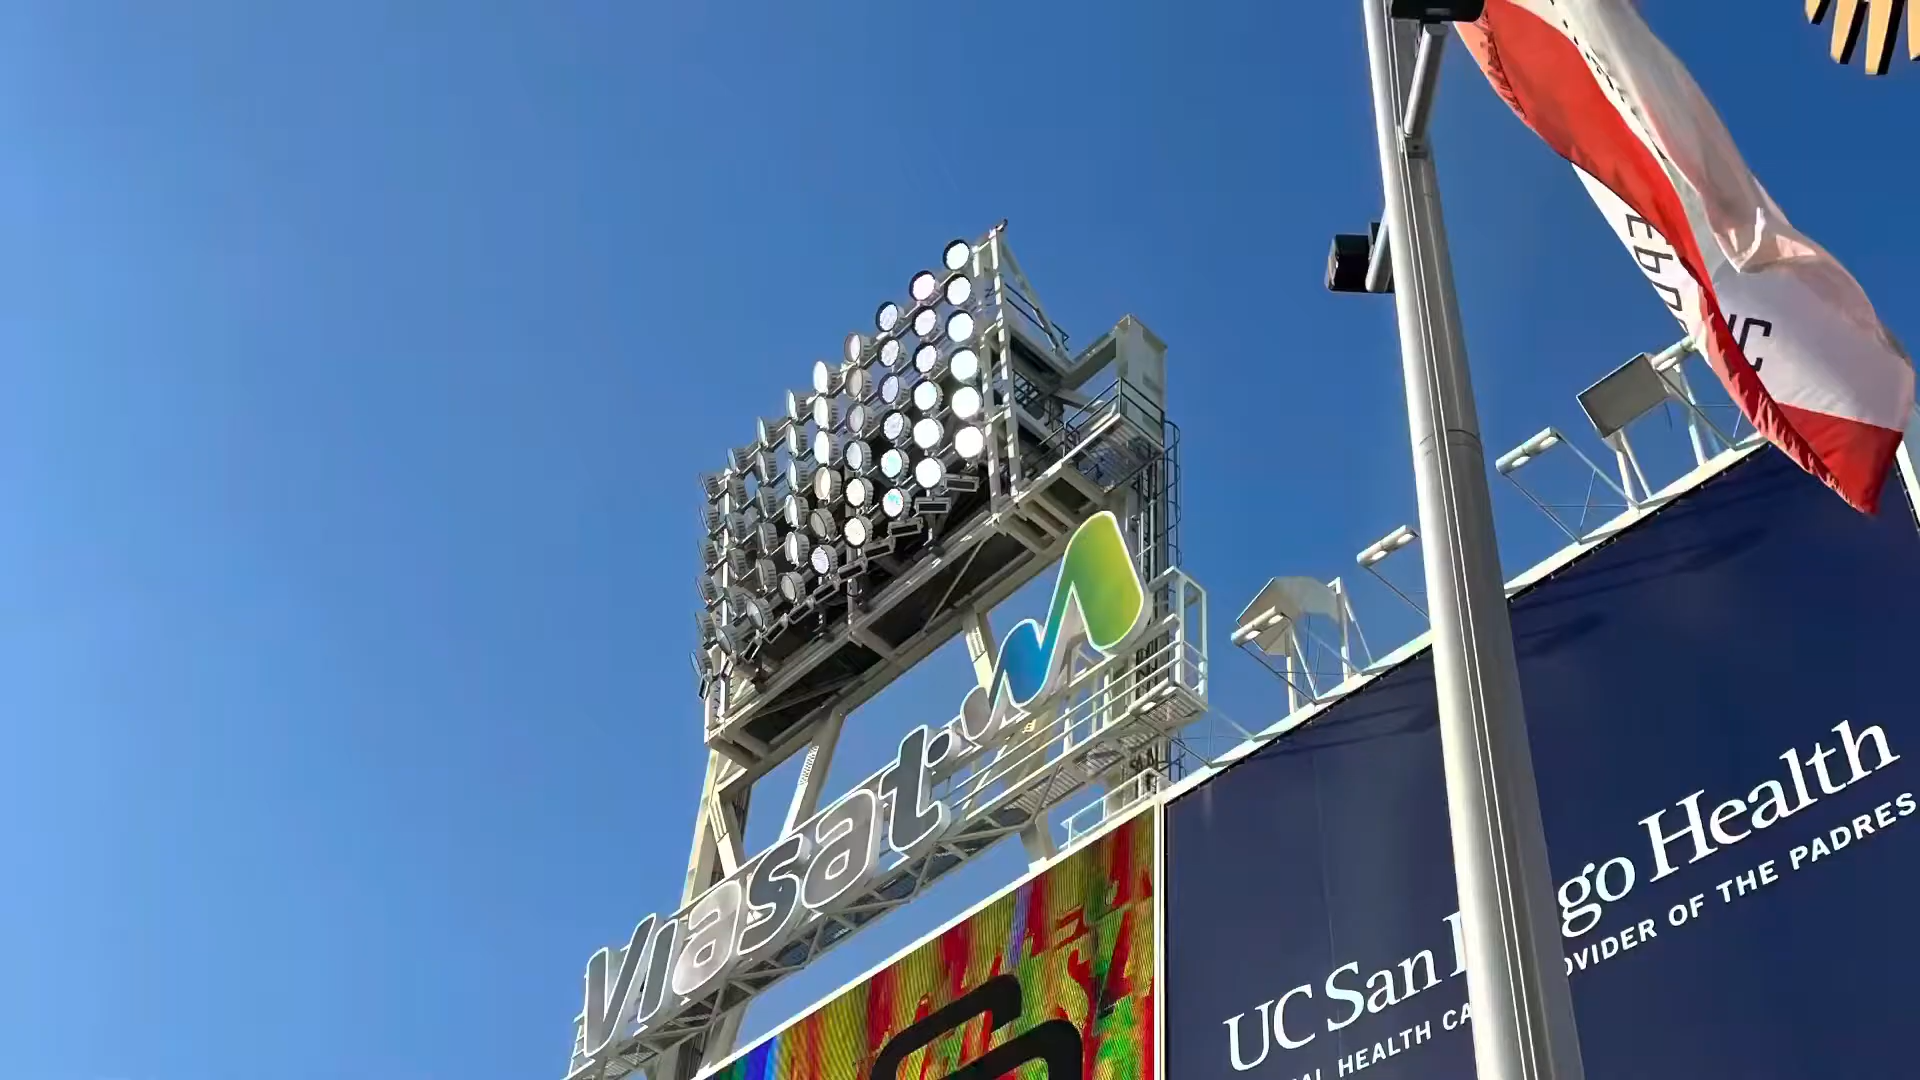 Viasat
UC San
go Health
HEALTH CA
OVIDER OF THE PADRES